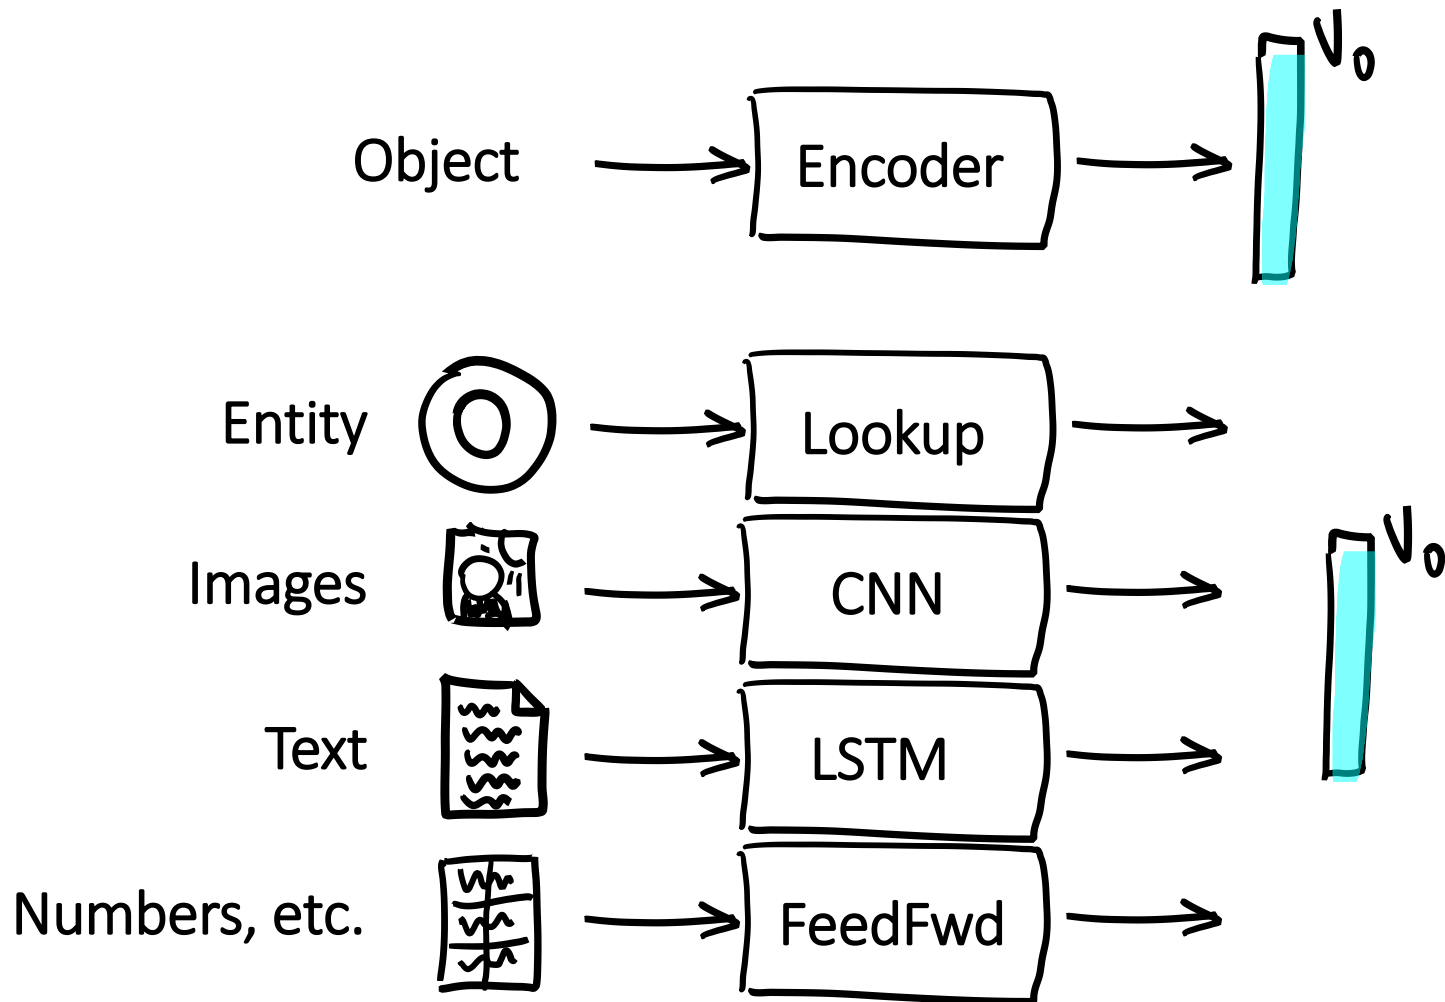 Object
Encoder
V₀
Entity
Lookup
Images
CNN
V₀
Text
LSTM
Numbers, etc.
FeedFwd